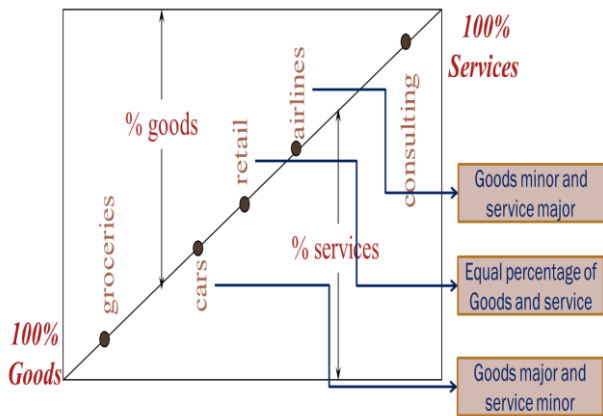 100%
Services
% goods
airlines
consulting
retail
Goods minor and
service major
% services
groceries
cars
Equal percentage of
Goods and service
100%
Goods
Goods major and
service minor